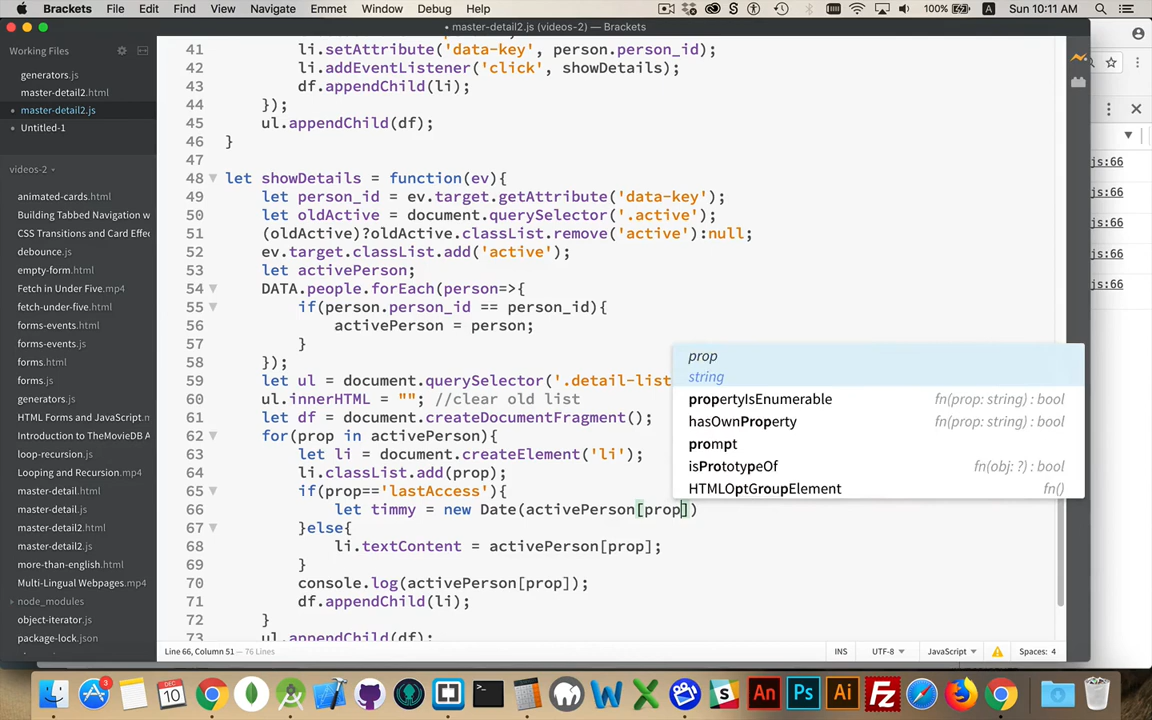 Brackets File Edit Find View Navigate Emmet Window Debug Help 100% A Sun 10:11 AM
• master-detail2.js (videos-2) — Brackets
Working Files
generators.js
master-detail2.html
master-detail2.js
Untitled-1
videos-2
animated-cards.html
Building Tabbed Navigation w
CSS Transitions and Card Effec
debounce.js
empty-form.html
Fetch in Under Five.mp4
fetch-under-five.html
forms-events.html
forms-events.js
forms.html
forms.js
generators.js
HTML Forms and JavaScript.m
Introduction to TheMovieDB A
loop-recursion.js
Looping and Recursion.mp4
master-detail.html
master-detail.js
master-detail2.html
master-detail2.js
more-than-english.html
Multi-Lingual Webpages.mp4
node_modules
object-iterator.js
package-lock.json
41 li.setAttribute('data-key', person.person_id);
42 li.addEventListener('click', showDetails);
43 df.appendChild(li);
44 });
45 ul.appendChild(df);
46 }
47
48 let showDetails = function(ev){
49 let person_id = ev.target.getAttribute('data-key');
50 let oldActive = document.querySelector('.active');
51 (oldActive)?oldActive.classList.remove('active'):null;
52 ev.target.classList.add('active');
53 let activePerson;
54 DATA.people.forEach(person=>{
55 if(person.person_id == person_id){
56 activePerson = person;
57 }
58 });
59 let ul = document.querySelector('.detail-list
60 ul.innerHTML = ""; //clear old list
61 let df = document.createDocumentFragment();
62 for(prop in activePerson){
63 let li = document.createElement('li');
64 li.classList.add(prop);
65 if(prop=='lastAccess'){
66 let timmy = new Date(activePerson[prop])
67 }else{
68 li.textContent = activePerson[prop];
69 }
70 console.log(activePerson[prop]);
71 df.appendChild(li);
72 }
73 ul.appendChild(df);
prop
string
propertyIsEnumerable fn(prop: string) : bool
hasOwnProperty fn(prop: string) : bool
prompt
isPrototypeOf fn(obj: ?) : bool
HTMLOptGroupElement fn()
js:66
js:66
js:66
js:66
js:66
Line 66, Column 51 — 76 Lines
INS UTF-8 JavaScript Spaces: 4
3
DEC
10
An Ps Ai Fz